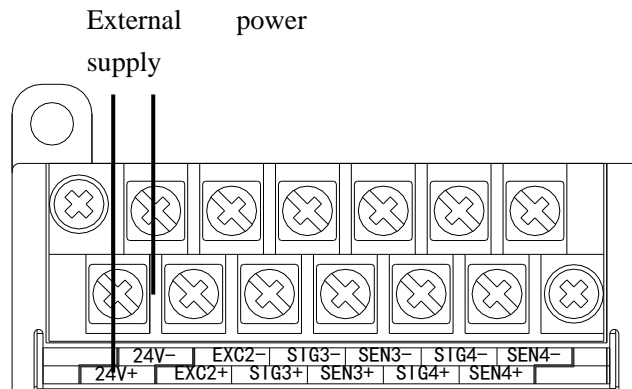 External power
supply
24V- EXC2- SIG3- SEN3- SIG4- SEN4-
24V+ EXC2+ SIG3+ SEN3+ SIG4+ SEN4+